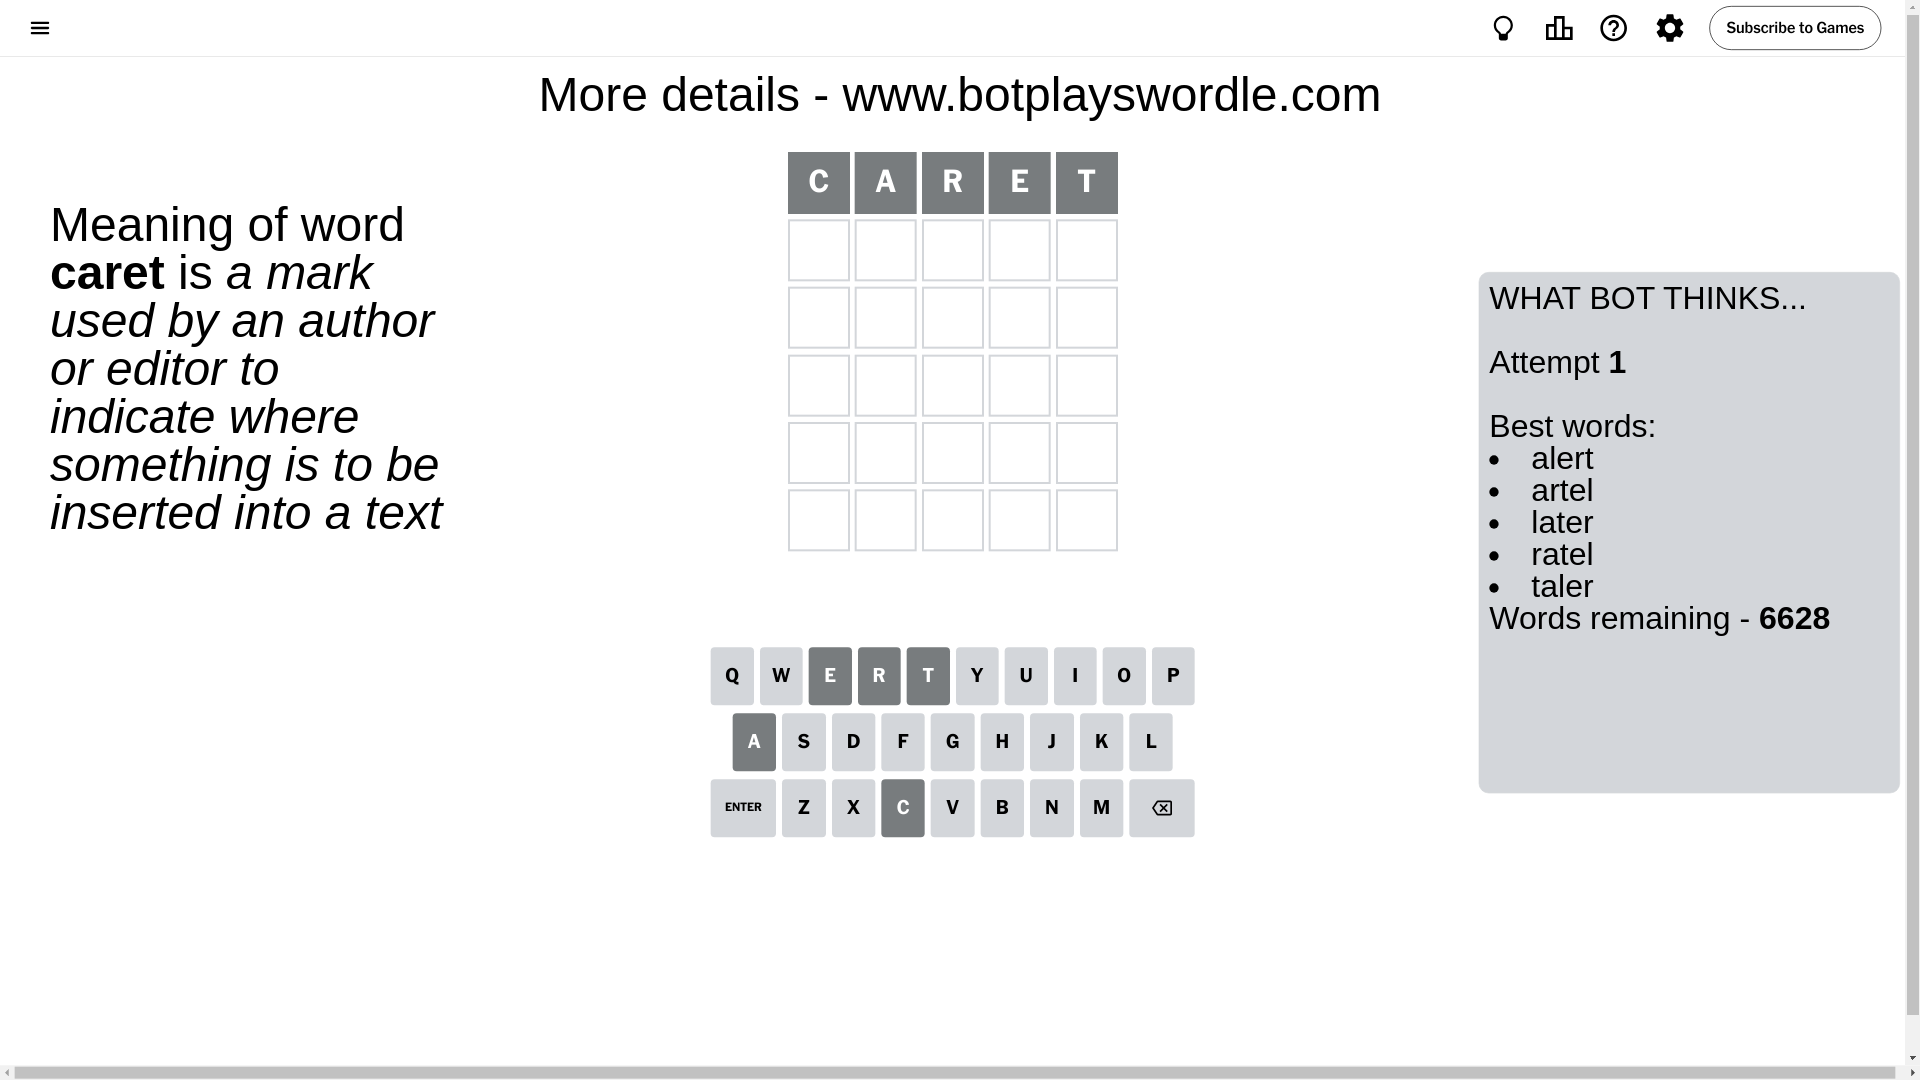 Subscribe to Games
More details - www.botplayswordle.com
C A R E T
Meaning of word
caret is a mark
used by an author
or editor to
indicate where
something is to be
inserted into a text
WHAT BOT THINKS...
Attempt 1
Best words:
• alert
• artel
• later
• ratel
• taler
Words remaining - 6628
Q W E R T Y U I O P
A S D F G H J K L
ENTER Z X C V B N M